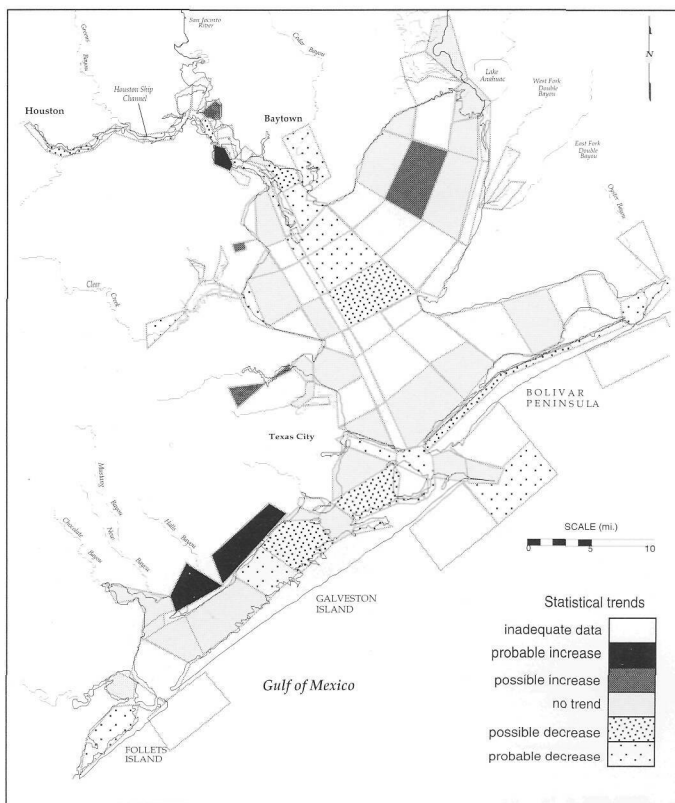 San Jacinto
River
Greens
Bayou
Cedar Bayou
Lake
Anahuac
West Fork
Double
Bayou
N
Houston Ship
Channel
Houston
Baytown
East Fork
Double
Bayou
Oyster Bayou
Clear
Creek
BOLIVAR
PENINSULA
Texas City
Mustang
Bayou
Halls Bayou
Chocolate
Bayou
New
Bayou
SCALE (mi.)
0 5 10
GALVESTON
ISLAND
Statistical trends
inadequate data
probable increase
possible increase
no trend
possible decrease
probable decrease
Gulf of Mexico
FOLLETS
ISLAND